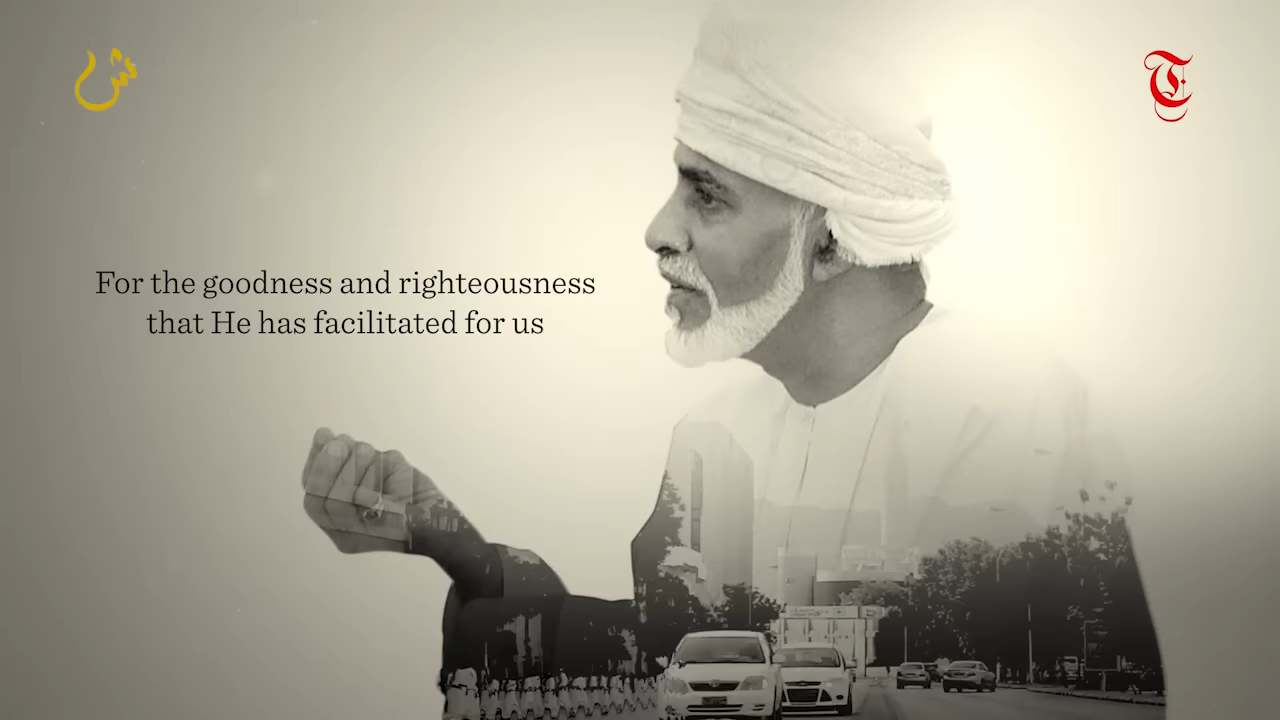 ش
T
For the goodness and righteousness
that He has facilitated for us